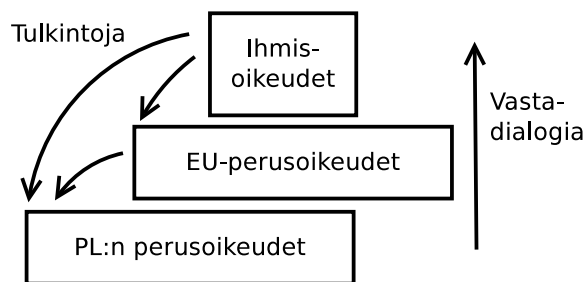 Tulkintoja
Ihmis-
oikeudet
EU-perusoikeudet
PL:n perusoikeudet
Vasta-
dialogia